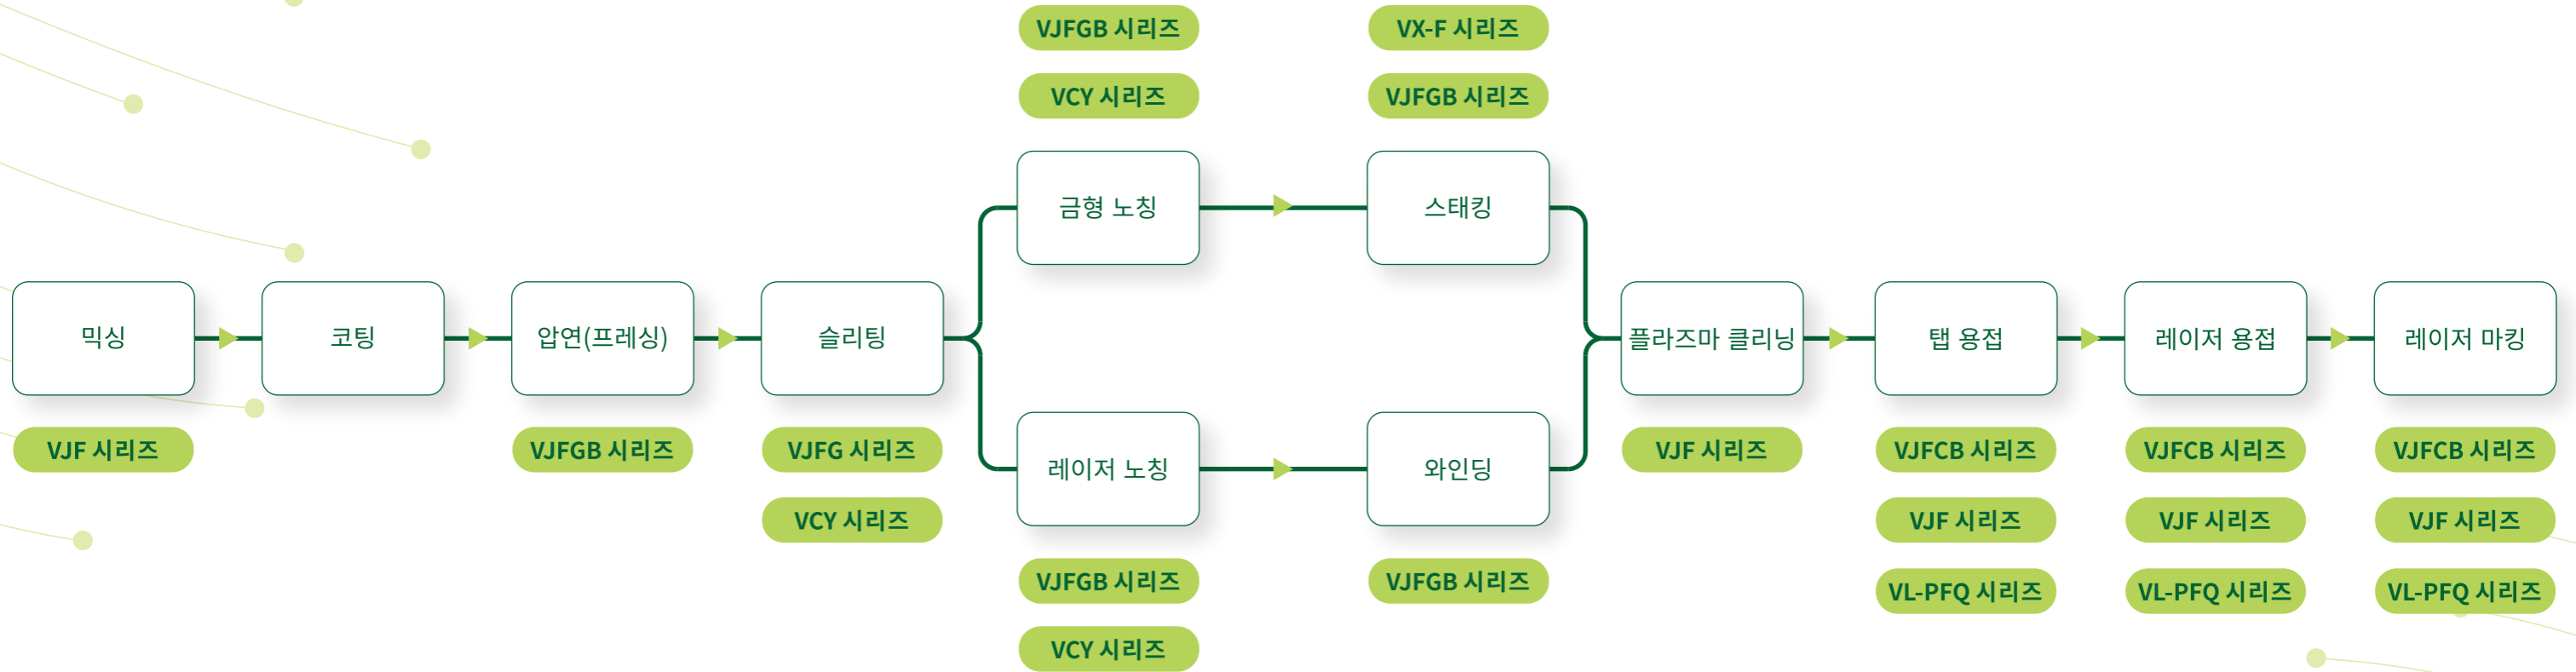 믹싱
VJF 시리즈
코팅
압연(프레싱)
VJFGB 시리즈
슬리팅
VJFG 시리즈
VCY 시리즈
VJFGB 시리즈
VCY 시리즈
금형 노칭
VX-F 시리즈
VJFGB 시리즈
스태킹
레이저 노칭
VJFGB 시리즈
VCY 시리즈
와인딩
VJFGB 시리즈
플라즈마 클리닝
VJF 시리즈
탭 용접
VJFCB 시리즈
VJF 시리즈
VL-PFQ 시리즈
레이저 용접
VJFCB 시리즈
VJF 시리즈
VL-PFQ 시리즈
레이저 마킹
VJFCB 시리즈
VJF 시리즈
VL-PFQ 시리즈